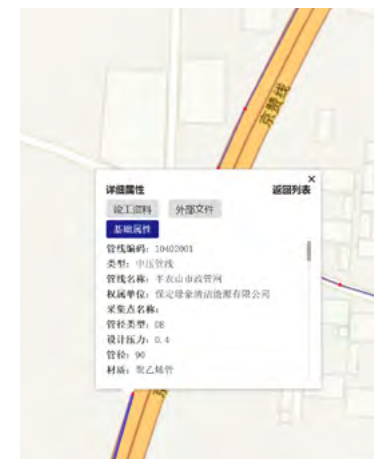 京赞线
×
详细属性 返回列表
竣工资料 外部文件
基础属性
管线编码: 10402001
类型: 中压管线
管线名称: 羊农山市政管网
权属单位: 保定绿豪清洁能源有限公司
采集点名称:
管径类型: DE
设计压力: 0.4
管径: 90
材质: 聚乙烯管